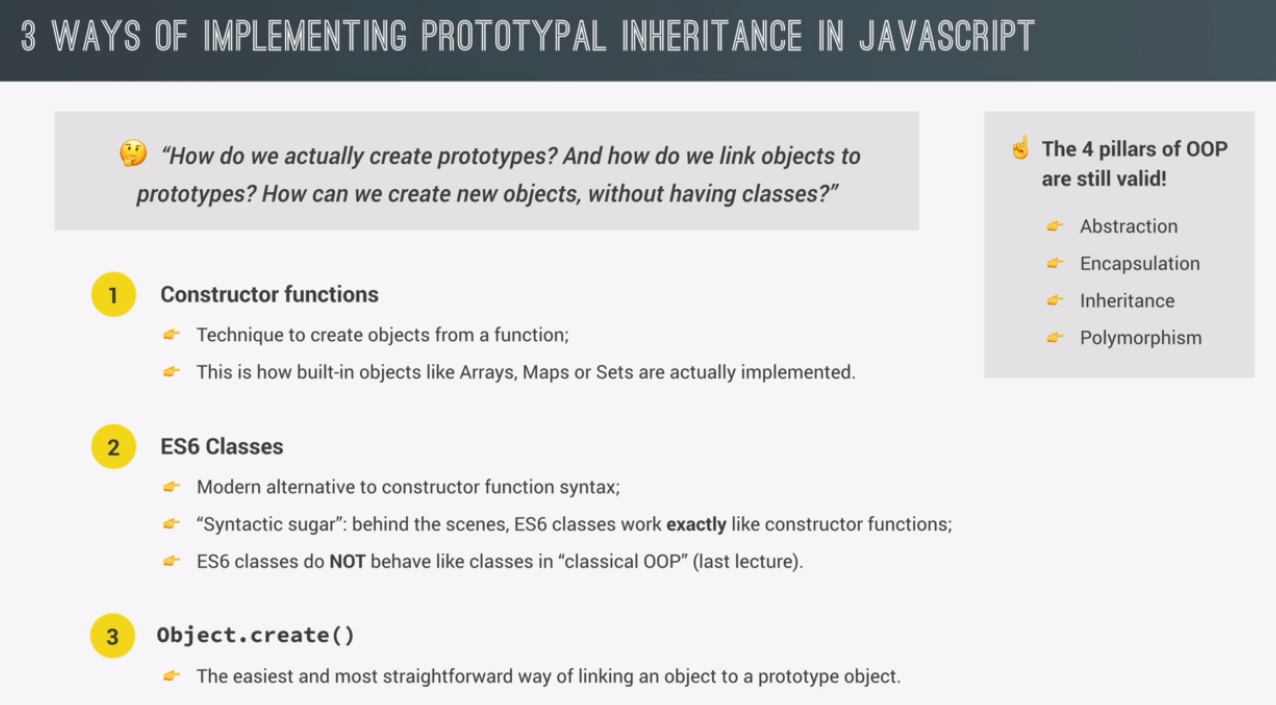 3 WAYS OF IMPLEMENTING PROTOTYPAL INHERITANCE IN JAVASCRIPT
🤔 “How do we actually create prototypes? And how do we link objects to
prototypes? How can we create new objects, without having classes?”
☝️ The 4 pillars of OOP
are still valid!
👉 Abstraction
👉 Encapsulation
👉 Inheritance
👉 Polymorphism
1 Constructor functions
👉 Technique to create objects from a function;
👉 This is how built-in objects like Arrays, Maps or Sets are actually implemented.
2 ES6 Classes
👉 Modern alternative to constructor function syntax;
👉 “Syntactic sugar”: behind the scenes, ES6 classes work exactly like constructor functions;
👉 ES6 classes do NOT behave like classes in “classical OOP” (last lecture).
3 Object.create()
👉 The easiest and most straightforward way of linking an object to a prototype object.